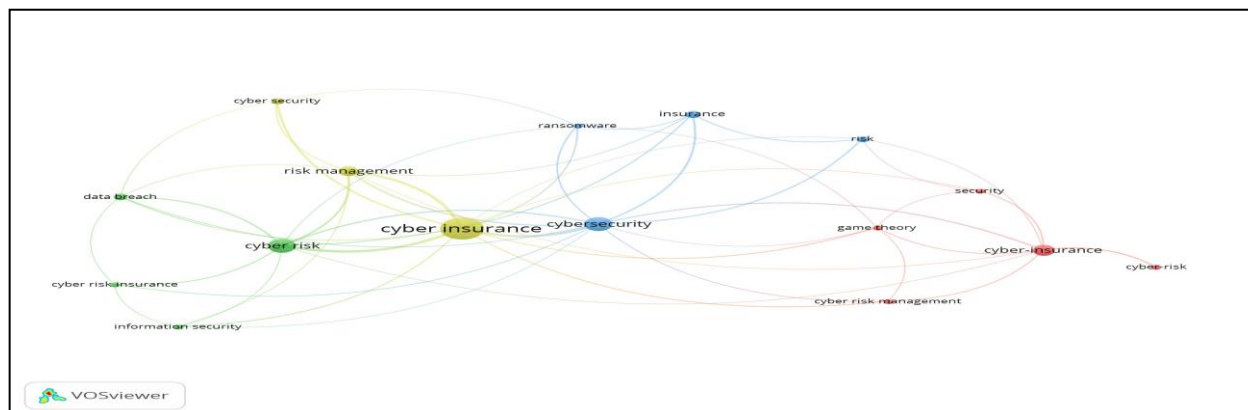 cyber security
insurance
ransomware
risk
risk management
security
data breach
cyber insurance
cybersecurity
game theory
cyber risk
cyber-insurance
cyber-risk
cyber risk insurance
cyber risk management
information security
VOSviewer